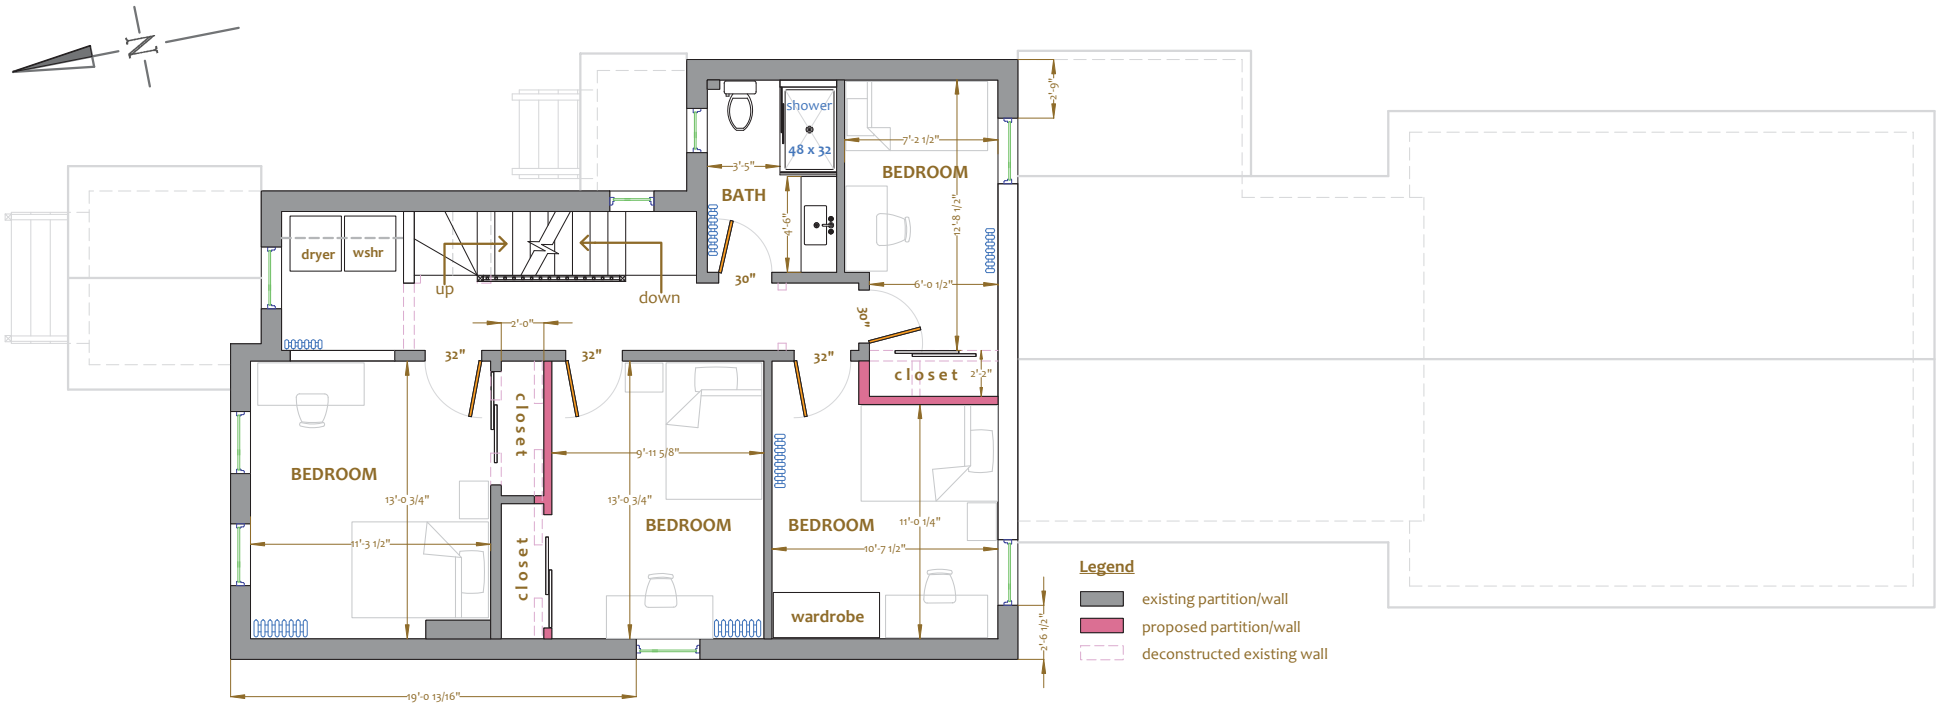 N
2'-9"
shower
48 x 32
7'-2 1/2"
3'-5"
BEDROOM
BATH
12'-8 1/2"
4'-6"
dryer
wshr
30"
6'-0 1/2"
up
down
30"
2'-0"
32"
32"
32"
closet
2'-2"
closet
9'-11 5/8"
BEDROOM
13'-0 3/4"
13'-0 3/4"
BEDROOM
BEDROOM
11'-0 1/4"
11'-3 1/2"
10'-7 1/2"
closet
wardrobe
Legend
existing partition/wall
proposed partition/wall
deconstructed existing wall
2'-6 1/2"
19'-0 13/16"